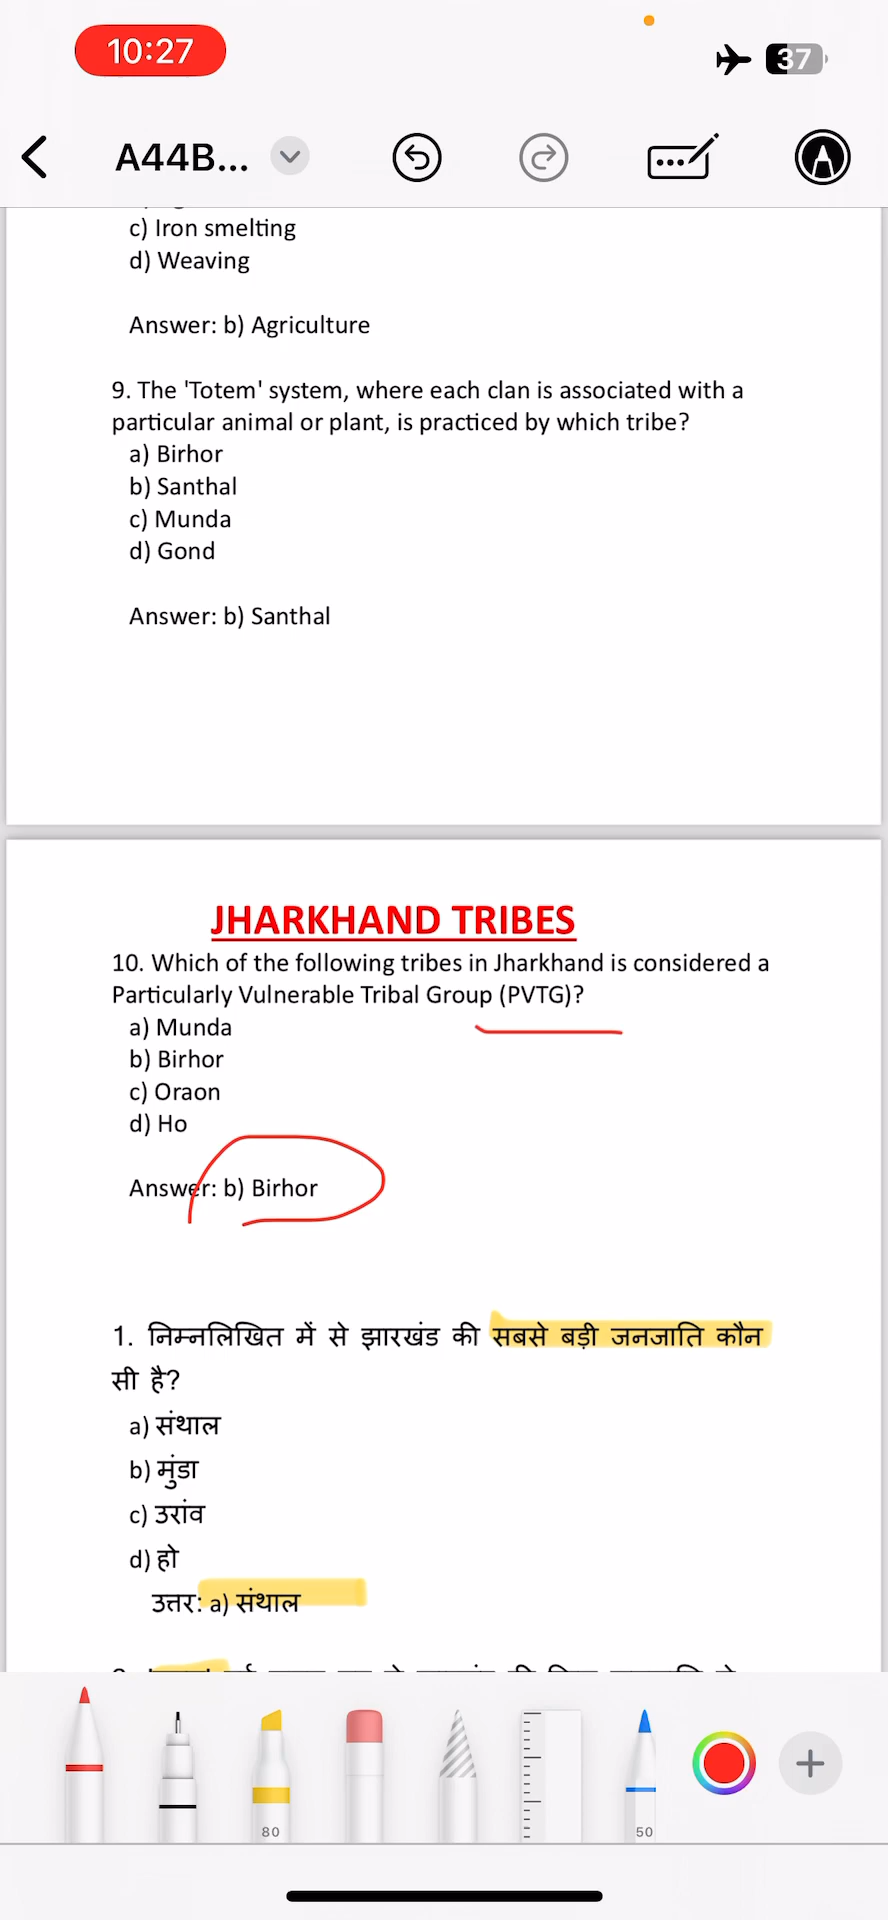 10:27
37
A44B...
c) Iron smelting
d) Weaving
Answer: b) Agriculture
9. The 'Totem' system, where each clan is associated with a
particular animal or plant, is practiced by which tribe?
a) Birhor
b) Santhal
c) Munda
d) Gond
Answer: b) Santhal
JHARKHAND TRIBES
10. Which of the following tribes in Jharkhand is considered a
Particularly Vulnerable Tribal Group (PVTG)?
a) Munda
b) Birhor
c) Oraon
d) Ho
Answer: b) Birhor
1. निम्नलिखित में से झारखंड की सबसे बड़ी जनजाति कौन
सी है?
a) संथाल
b) मुंडा
c) उरांव
d) हो
उत्तर: a) संथाल
80
50